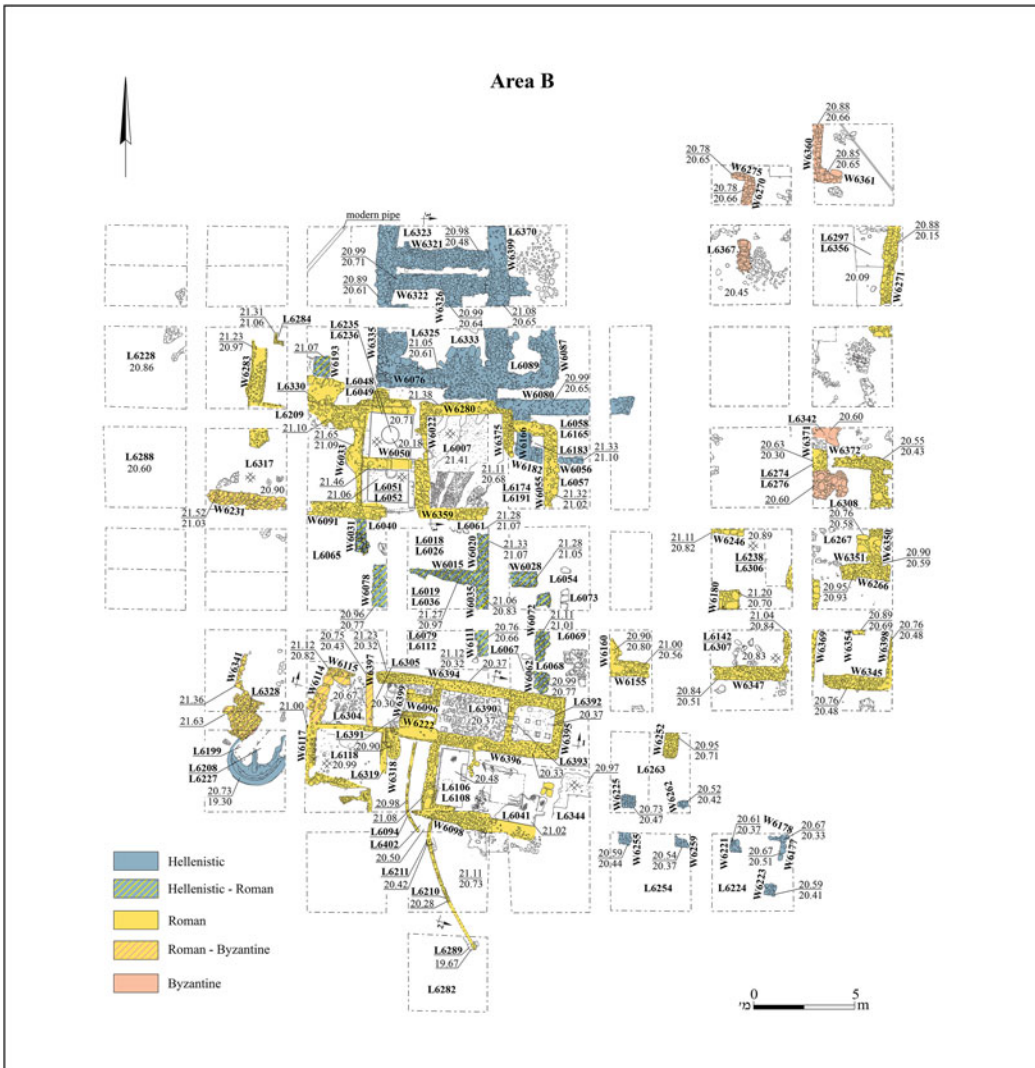 Area B
20.88
20.66
W6360
20.85
20.65
W6361
20.78
20.65
W6275
20.78
20.66
W6270
modern pipe
L6323
W6321
20.98
20.48
L6370
W6399
20.99
20.71
20.89
20.61
W6322
W6326
20.99
20.64
21.08
20.65
L6367
20.45
L6297
L6356
20.09
20.88
20.15
W6271
21.31
21.06
L6284
21.23
20.97
W6283
21.07
W6193
L6235
L6236
W6335
L6325
21.05
20.61
L6333
L6089
W6087
L6228
20.86
L6330
L6048
L6049
W6076
20.99
20.65
W6080
L6209
21.10
21.38
W6280
20.71
L6058
L6165
L6342
20.60
21.65
21.09
W6033
20.18
W6050
W6022
L6007
21.41
W6375
W6166
L6183
21.33
21.10
W6056
W6182
20.63
20.30
W6371
W6372
20.55
20.43
L6288
20.60
L6317
21.46
21.06
L6051
L6052
21.11
20.68
L6174
L6191
W6055
L6057
21.32
21.02
L6274
L6276
20.60
20.90
21.52
21.03
W6231
W6091
W6031
L6040
W6359
L6061
21.28
21.07
L6308
20.76
20.58
L6065
L6018
L6026
W6020
21.33
21.07
W6028
21.28
21.05
21.11
20.82
W6246
20.89
L6238
L6306
L6267
W6350
W6351
20.90
20.59
W6266
W6078
W6015
L6054
L6019
L6036
W6035
L6073
20.95
20.93
W6180
21.20
20.70
20.96
20.77
21.27
20.97
21.06
20.83
W6072
21.11
21.01
21.04
20.84
20.89
20.69
20.76
20.48
20.75
20.43
21.23
20.32
L6079
L6112
W6111
20.76
20.66
L6067
L6069
L6068
W6062
W6160
20.90
20.80
21.00
20.56
W6155
L6142
L6307
20.83
W6369
W6354
W6398
W6345
W6341
21.12
20.82
W6114
W6115
W6397
L6305
21.12
20.32
W6394
20.37
20.99
20.77
20.84
20.51
W6347
20.76
20.48
L6328
21.36
21.63
20.67
L6304
20.30
W6399
W6096
L6390
20.37
L6392
20.37
21.00
W6117
W6222
L6391
20.90
W6395
L6199
L6208
L6227
20.73
19.30
L6118
20.99
L6319
W6318
W6396
L6393
20.33
20.97
W6252
20.95
20.71
L6263
20.48
L6106
L6108
L6041
L6344
W6225
20.73
20.47
W6262
20.52
20.42
20.98
21.08
L6094
L6402
20.50
W6098
21.02
20.61
20.37
W6178
20.67
20.33
W6255
20.59
20.44
20.54
20.37
W6259
W6221
20.67
20.51
W6177
L6211
20.42
L6210
20.28
21.11
20.73
L6254
L6224
W6223
20.59
20.41
L6289
19.67
L6282
Hellenistic
Hellenistic - Roman
Roman
Roman - Byzantine
Byzantine
0 5
מ' m